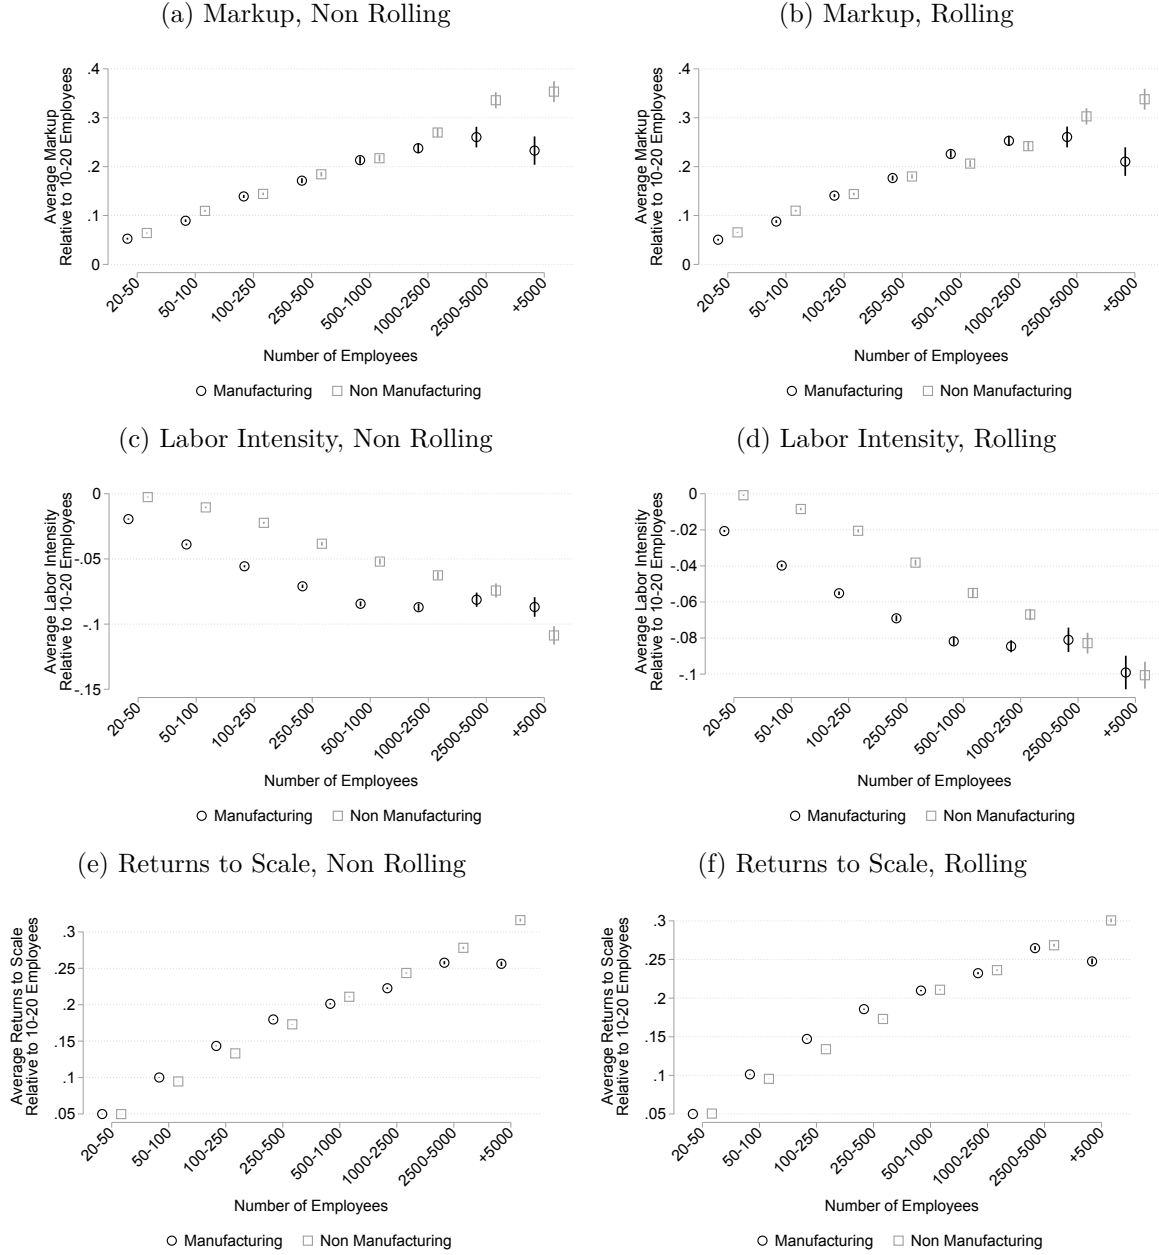 (a) Markup, Non Rolling
Average Markup
Relative to 10-20 Employees
.4
.3
.2
.1
0
20-50
50-100
100-250
250-500
500-1000
1000-2500
2500-5000
+5000
Number of Employees
Manufacturing
Non Manufacturing
(b) Markup, Rolling
Average Markup
Relative to 10-20 Employees
.4
.3
.2
.1
0
20-50
50-100
100-250
250-500
500-1000
1000-2500
2500-5000
+5000
Number of Employees
Manufacturing
Non Manufacturing
(c) Labor Intensity, Non Rolling
Average Labor Intensity
Relative to 10-20 Employees
0
-.05
-.1
-.15
20-50
50-100
100-250
250-500
500-1000
1000-2500
2500-5000
+5000
Number of Employees
Manufacturing
Non Manufacturing
(d) Labor Intensity, Rolling
Average Labor Intensity
Relative to 10-20 Employees
0
-.02
-.04
-.06
-.08
-.1
20-50
50-100
100-250
250-500
500-1000
1000-2500
2500-5000
+5000
Number of Employees
Manufacturing
Non Manufacturing
(e) Returns to Scale, Non Rolling
Average Returns to Scale
Relative to 10-20 Employees
.3
.25
.2
.15
.1
.05
20-50
50-100
100-250
250-500
500-1000
1000-2500
2500-5000
+5000
Number of Employees
Manufacturing
Non Manufacturing
(f) Returns to Scale, Rolling
Average Returns to Scale
Relative to 10-20 Employees
.3
.25
.2
.15
.1
.05
20-50
50-100
100-250
250-500
500-1000
1000-2500
2500-5000
+5000
Number of Employees
Manufacturing
Non Manufacturing